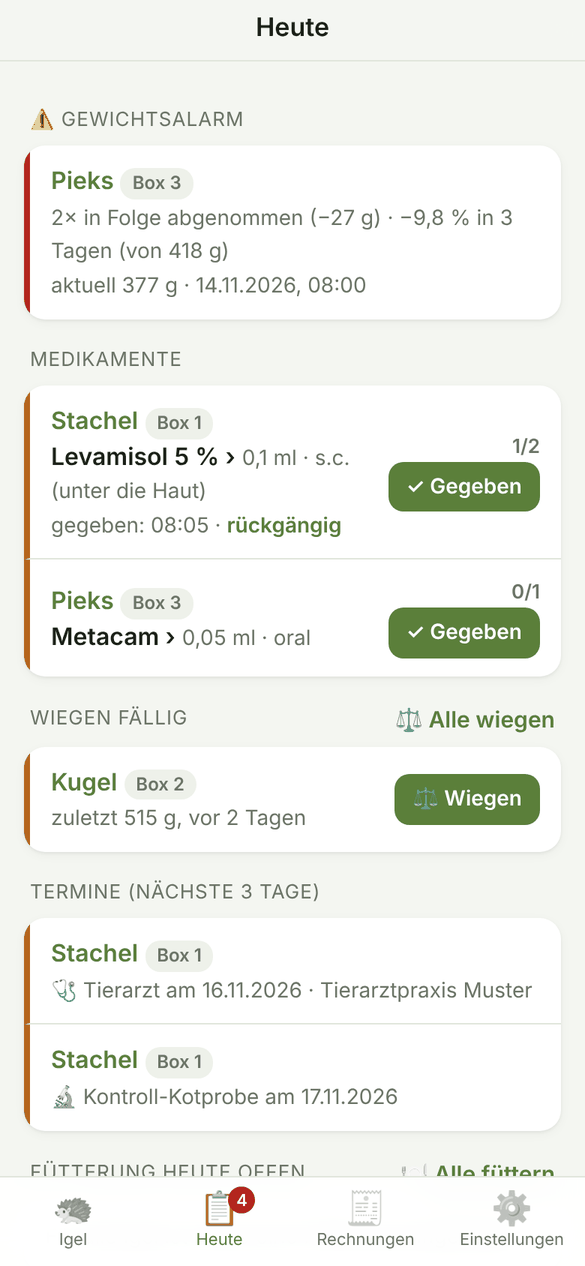 Heute
⚠️ GEWICHTSALARM
Pieks Box 3
2× in Folge abgenommen (−27 g) · −9,8 % in 3
Tagen (von 418 g)
aktuell 377 g · 14.11.2026, 08:00
MEDIKAMENTE
Stachel Box 1
1/2
Levamisol 5 % › 0,1 ml · s.c.
(unter die Haut)
✓ Gegeben
gegeben: 08:05 · rückgängig
Pieks Box 3
0/1
Metacam › 0,05 ml · oral
✓ Gegeben
WIEGEN FÄLLIG
⚖️ Alle wiegen
Kugel Box 2
zuletzt 515 g, vor 2 Tagen
⚖️ Wiegen
TERMINE (NÄCHSTE 3 TAGE)
Stachel Box 1
🩺 Tierarzt am 16.11.2026 · Tierarztpraxis Muster
Stachel Box 1
🔬 Kontroll-Kotprobe am 17.11.2026
FÜTTERUNG HEUTE OFFEN
🍽️ Alle füttern
4
Igel
Heute
Rechnungen
Einstellungen